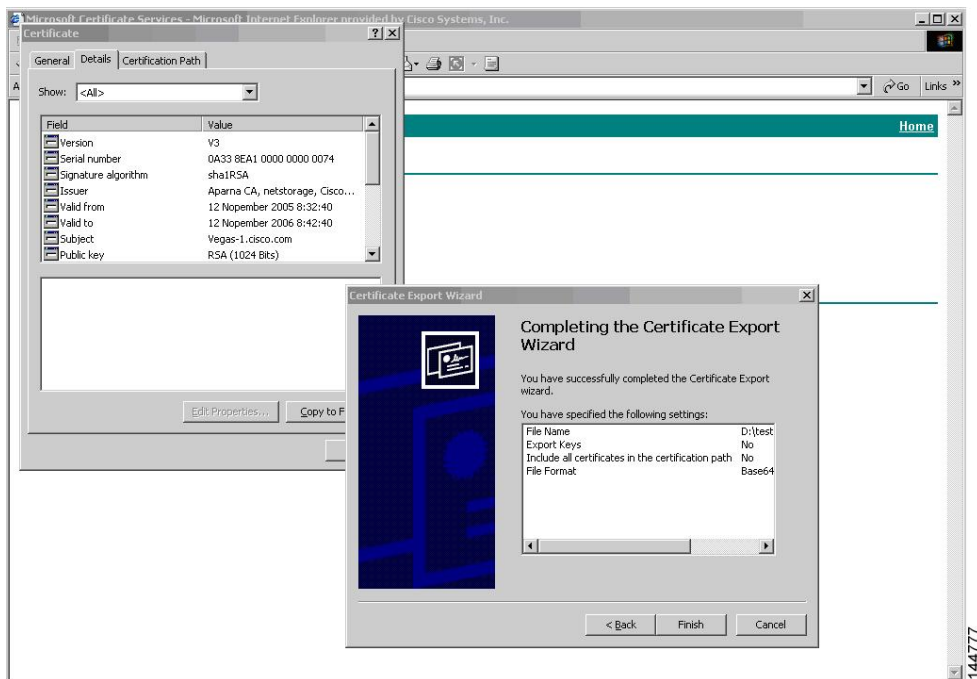 Microsoft Certificate Services - Microsoft Internet Explorer provided by Cisco Systems, Inc.
Certificate
General Details Certification Path
Show: <All>
Field Value
Version V3
Serial number 0A33 8EA1 0000 0000 0074
Signature algorithm sha1RSA
Issuer Aparna CA, netstorage, Cisco...
Valid from 12 Nopember 2005 8:32:40
Valid to 12 Nopember 2006 8:42:40
Subject Vegas-1.cisco.com
Public key RSA (1024 Bits)
Edit Properties... Copy to F
Go Links »
Home
Certificate Export Wizard
Completing the Certificate Export
Wizard
You have successfully completed the Certificate Export
wizard.
You have specified the following settings:
File Name D:\test
Export Keys No
Include all certificates in the certification path No
File Format Base64
< Back Finish Cancel
144777